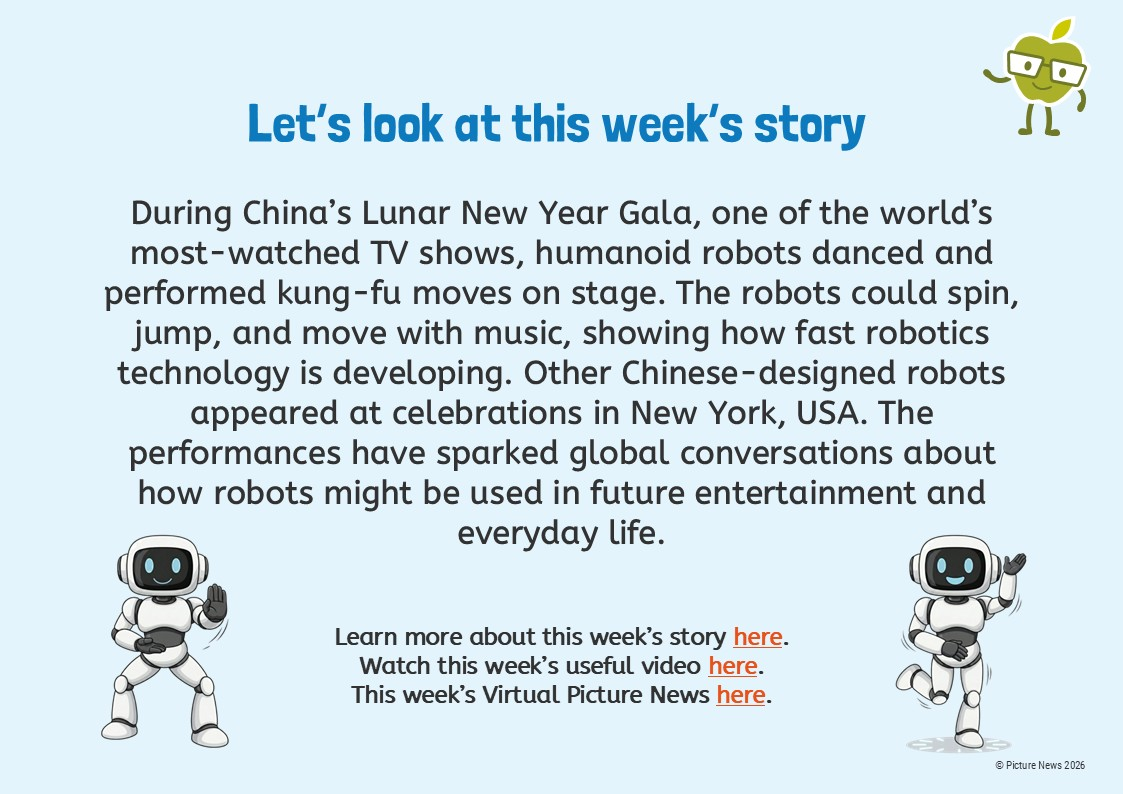 Let's look at this week's story
During China's Lunar New Year Gala, one of the world's
most-watched TV shows, humanoid robots danced and
performed kung-fu moves on stage. The robots could spin,
jump, and move with music, showing how fast robotics
technology is developing. Other Chinese-designed robots
appeared at celebrations in New York, USA. The
performances have sparked global conversations about
how robots might be used in future entertainment and
everyday life.
Learn more about this week's story here.
Watch this week's useful video here.
This week's Virtual Picture News here.
© Picture News 2026